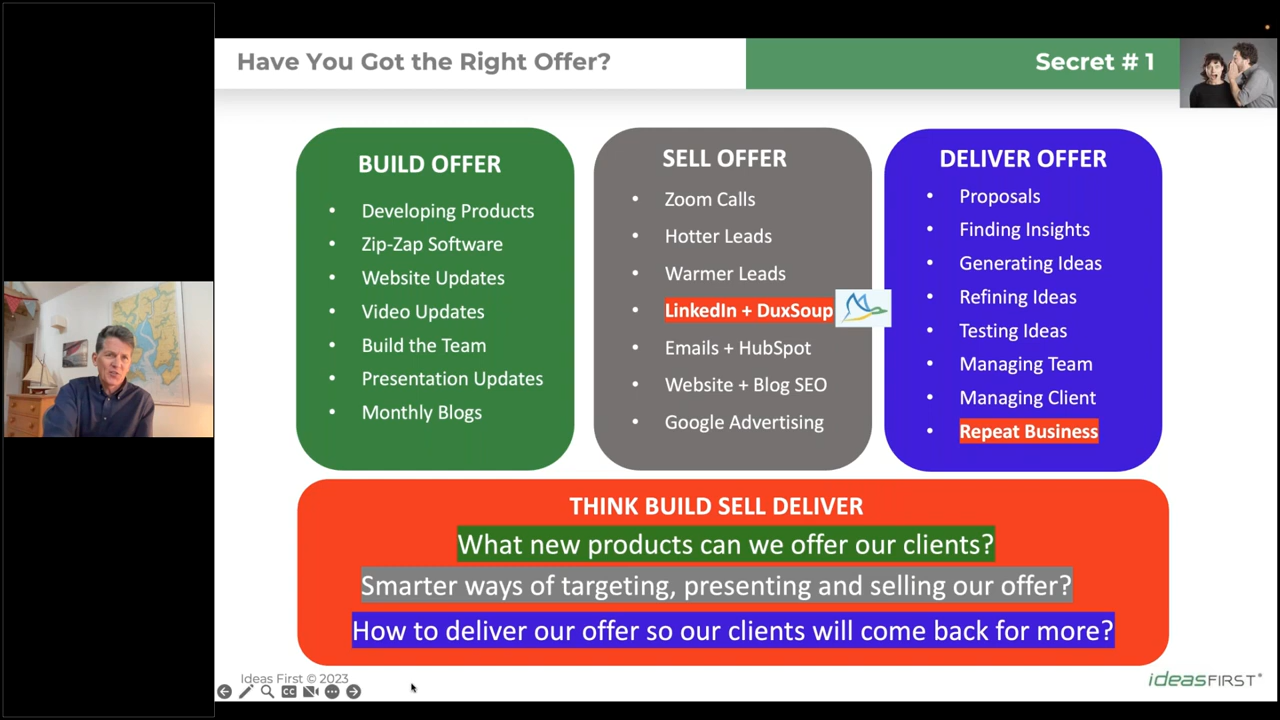 Have You Got the Right Offer?
Secret # 1
BUILD OFFER
• Developing Products
• Zip-Zap Software
• Website Updates
• Video Updates
• Build the Team
• Presentation Updates
• Monthly Blogs
SELL OFFER
• Zoom Calls
• Hotter Leads
• Warmer Leads
• LinkedIn + DuxSoup
• Emails + HubSpot
• Website + Blog SEO
• Google Advertising
DELIVER OFFER
• Proposals
• Finding Insights
• Generating Ideas
• Refining Ideas
• Testing Ideas
• Managing Team
• Managing Client
• Repeat Business
THINK BUILD SELL DELIVER
What new products can we offer our clients?
Smarter ways of targeting, presenting and selling our offer?
How to deliver our offer so our clients will come back for more?
Ideas First © 2023
CC
ideasFIRST